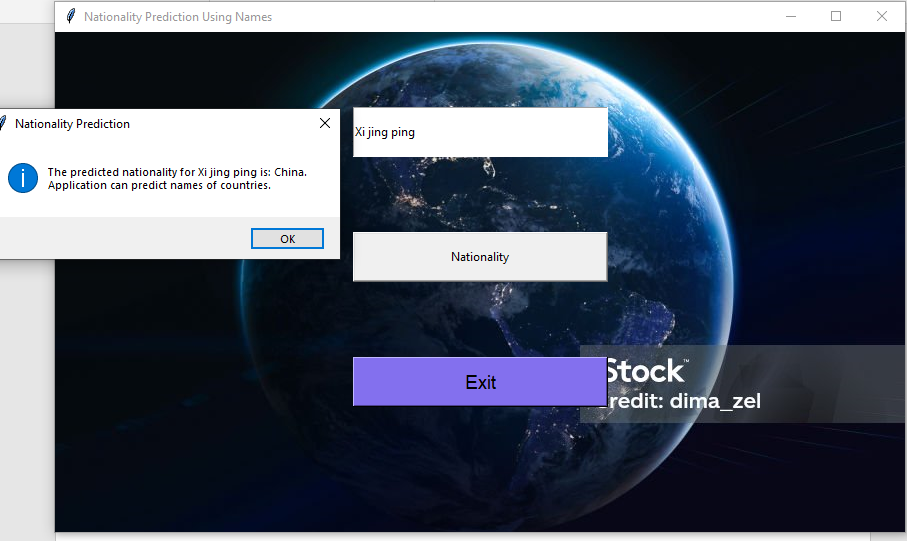 Nationality Prediction Using Names
Nationality Prediction
The predicted nationality for Xi jing ping is: China.
Application can predict names of countries.
OK
Xi jing ping
Nationality
Exit
Stock™
redit: dima_zel